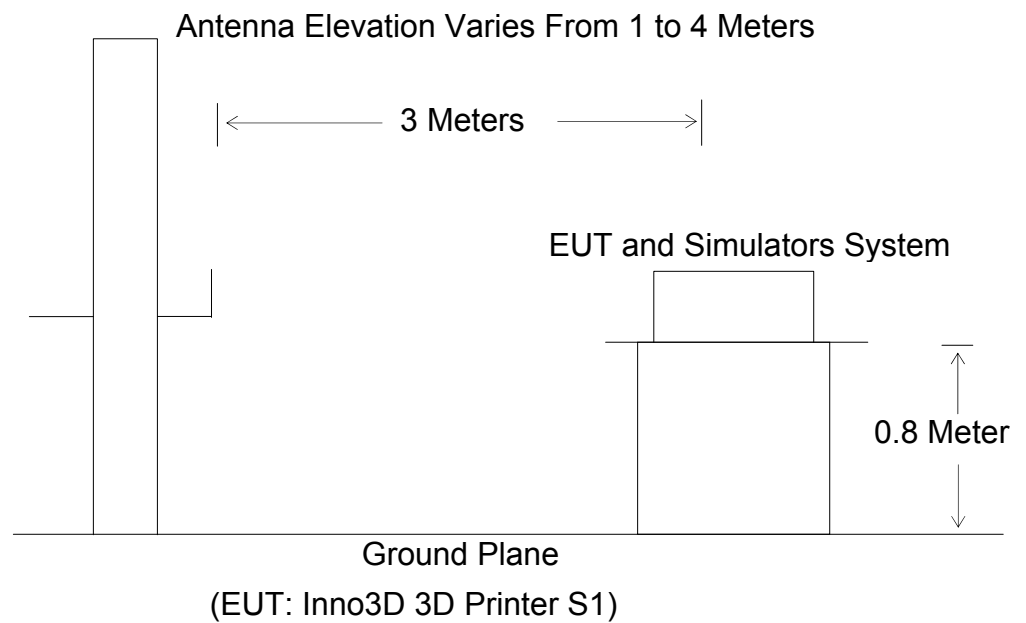 Antenna Elevation Varies From 1 to 4 Meters
3 Meters
EUT and Simulators System
0.8 Meter
Ground Plane
(EUT: Inno3D 3D Printer S1)